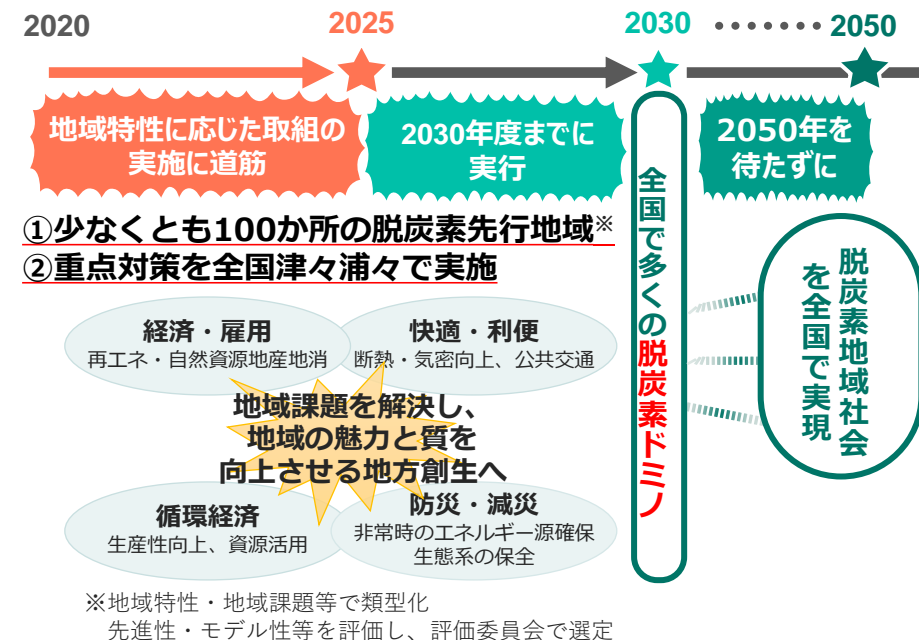 2020
2025
2030
2050
地域特性に応じた取組の
実施に道筋
2030年度までに
実行
2050年を
待たずに
①少なくとも100か所の脱炭素先行地域※
②重点対策を全国津々浦々で実施
経済・雇用
再エネ・自然資源地産地消
快適・利便
断熱・気密向上、公共交通
地域課題を解決し、
地域の魅力と質を
向上させる地方創生へ
循環経済
生産性向上、資源活用
防災・減災
非常時のエネルギー源確保
生態系の保全
全国で多くの脱炭素ドミノ
脱炭素地域社会
を全国で実現
※地域特性・地域課題等で類型化
先進性・モデル性等を評価し、評価委員会で選定